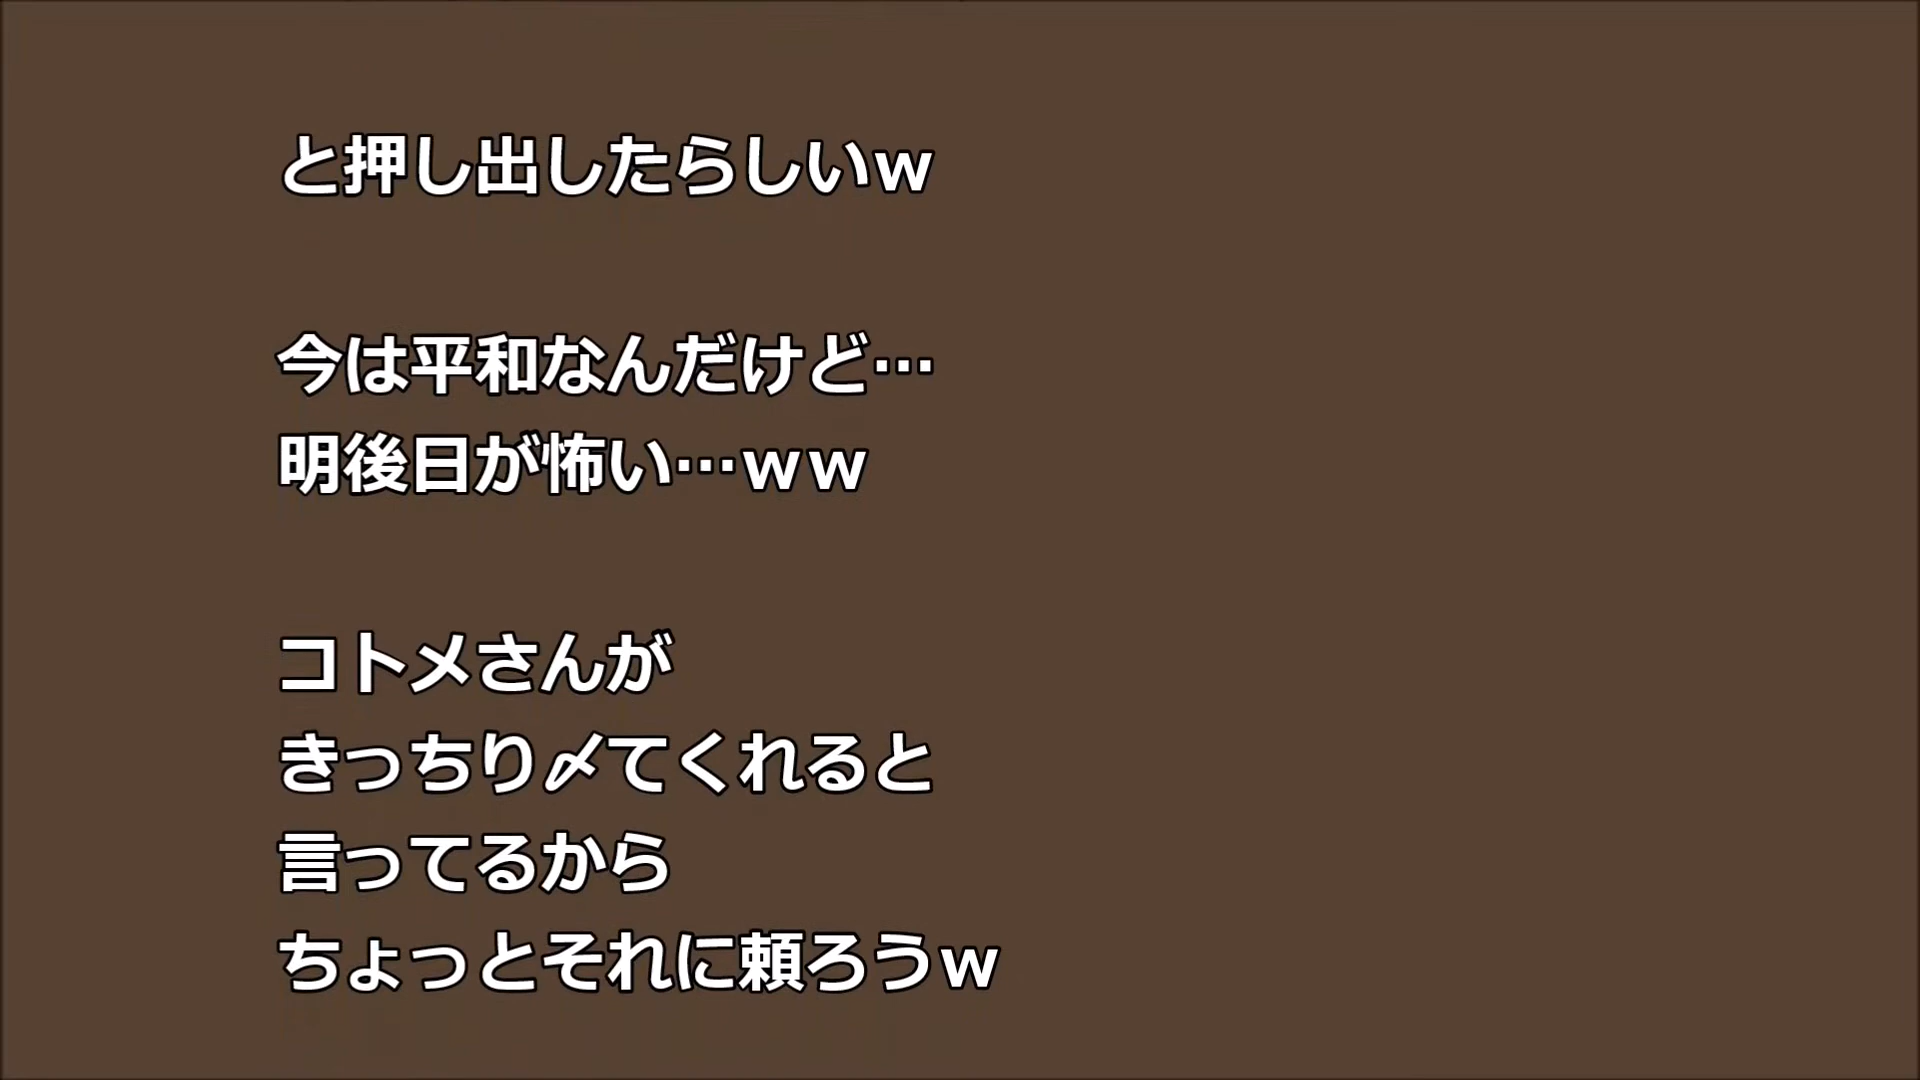 と押し出したらしいｗ
今は平和なんだけど…
明後日が怖い…ｗｗ
コトメさんが
きっちり〆てくれると
言ってるから
ちょっとそれに頼ろうｗ